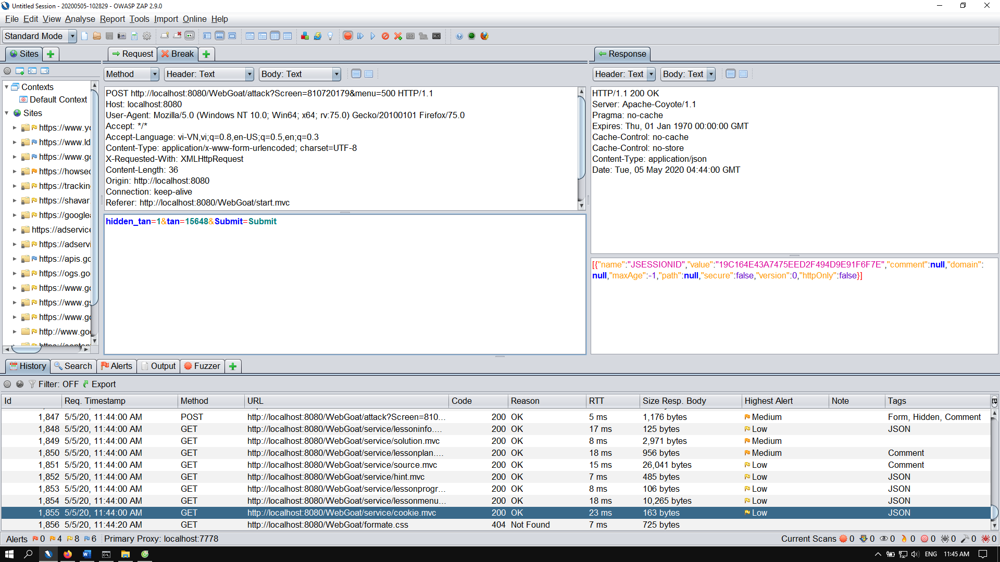 Untitled Session - 20200505-102829 - OWASP ZAP 2.9.0
File Edit View Analyse Report Tools Import Online Help
Standard Mode
Sites
Request Break
Response
Method Header: Text Body: Text
Header: Text Body: Text
Contexts
Default Context
Sites
https://www.yo
https://www.ld
https://www.go
https://howsec
https://trackin
https://shavar
https://googlea
https://adservice
https://adservi
https://apis.go
https://ogs.go
https://www.go
https://www.gs
https://www.go
http://www.goo
POST http://localhost:8080/WebGoat/attack?Screen=810720179&menu=500 HTTP/1.1
Host: localhost:8080
User-Agent: Mozilla/5.0 (Windows NT 10.0; Win64; x64; rv:75.0) Gecko/20100101 Firefox/75.0
Accept: */*
Accept-Language: vi-VN,vi;q=0.8,en-US;q=0.5,en;q=0.3
Content-Type: application/x-www-form-urlencoded; charset=UTF-8
X-Requested-With: XMLHttpRequest
Content-Length: 36
Origin: http://localhost:8080
Connection: keep-alive
Referer: http://localhost:8080/WebGoat/start.mvc
hidden_tan=1&tan=15648&Submit=Submit
HTTP/1.1 200 OK
Server: Apache-Coyote/1.1
Pragma: no-cache
Expires: Thu, 01 Jan 1970 00:00:00 GMT
Cache-Control: no-cache
Cache-Control: no-store
Content-Type: application/json
Date: Tue, 05 May 2020 04:44:00 GMT
[{"name":"JSESSIONID","value":"19C164E43A7475EED2F494D9E91F6F7E","comment":null,"domain":
null,"maxAge":-1,"path":null,"secure":false,"version":0,"httpOnly":false}]
History Search Alerts Output Fuzzer
Filter: OFF Export
Id Req. Timestamp Method URL Code Reason RTT Size Resp. Body Highest Alert Note Tags
1,847 5/5/20, 11:44:00 AM POST http://localhost:8080/WebGoat/attack?Screen=810... 200 OK 5 ms 1,176 bytes Medium Form, Hidden, Comment
1,848 5/5/20, 11:44:00 AM GET http://localhost:8080/WebGoat/service/lessoninfo.... 200 OK 17 ms 125 bytes Low JSON
1,849 5/5/20, 11:44:00 AM GET http://localhost:8080/WebGoat/service/solution.mvc 200 OK 8 ms 2,971 bytes Medium
1,850 5/5/20, 11:44:00 AM GET http://localhost:8080/WebGoat/service/lessonplan.... 200 OK 18 ms 956 bytes Medium Comment
1,851 5/5/20, 11:44:00 AM GET http://localhost:8080/WebGoat/service/source.mvc 200 OK 15 ms 26,041 bytes Low Comment
1,852 5/5/20, 11:44:00 AM GET http://localhost:8080/WebGoat/service/hint.mvc 200 OK 7 ms 485 bytes Low JSON
1,853 5/5/20, 11:44:00 AM GET http://localhost:8080/WebGoat/service/lessonprogr... 200 OK 8 ms 106 bytes Low JSON
1,854 5/5/20, 11:44:00 AM GET http://localhost:8080/WebGoat/service/lessonmenu... 200 OK 18 ms 10,265 bytes Low JSON
1,855 5/5/20, 11:44:00 AM GET http://localhost:8080/WebGoat/service/cookie.mvc 200 OK 23 ms 163 bytes Low JSON
1,856 5/5/20, 11:44:20 AM GET http://localhost:8080/WebGoat/formate.css 404 Not Found 7 ms 725 bytes
Alerts 0 4 8 6 Primary Proxy: localhost:7778 Current Scans 0 0 0 0 0 0 0 0
ENG 11:45 AM